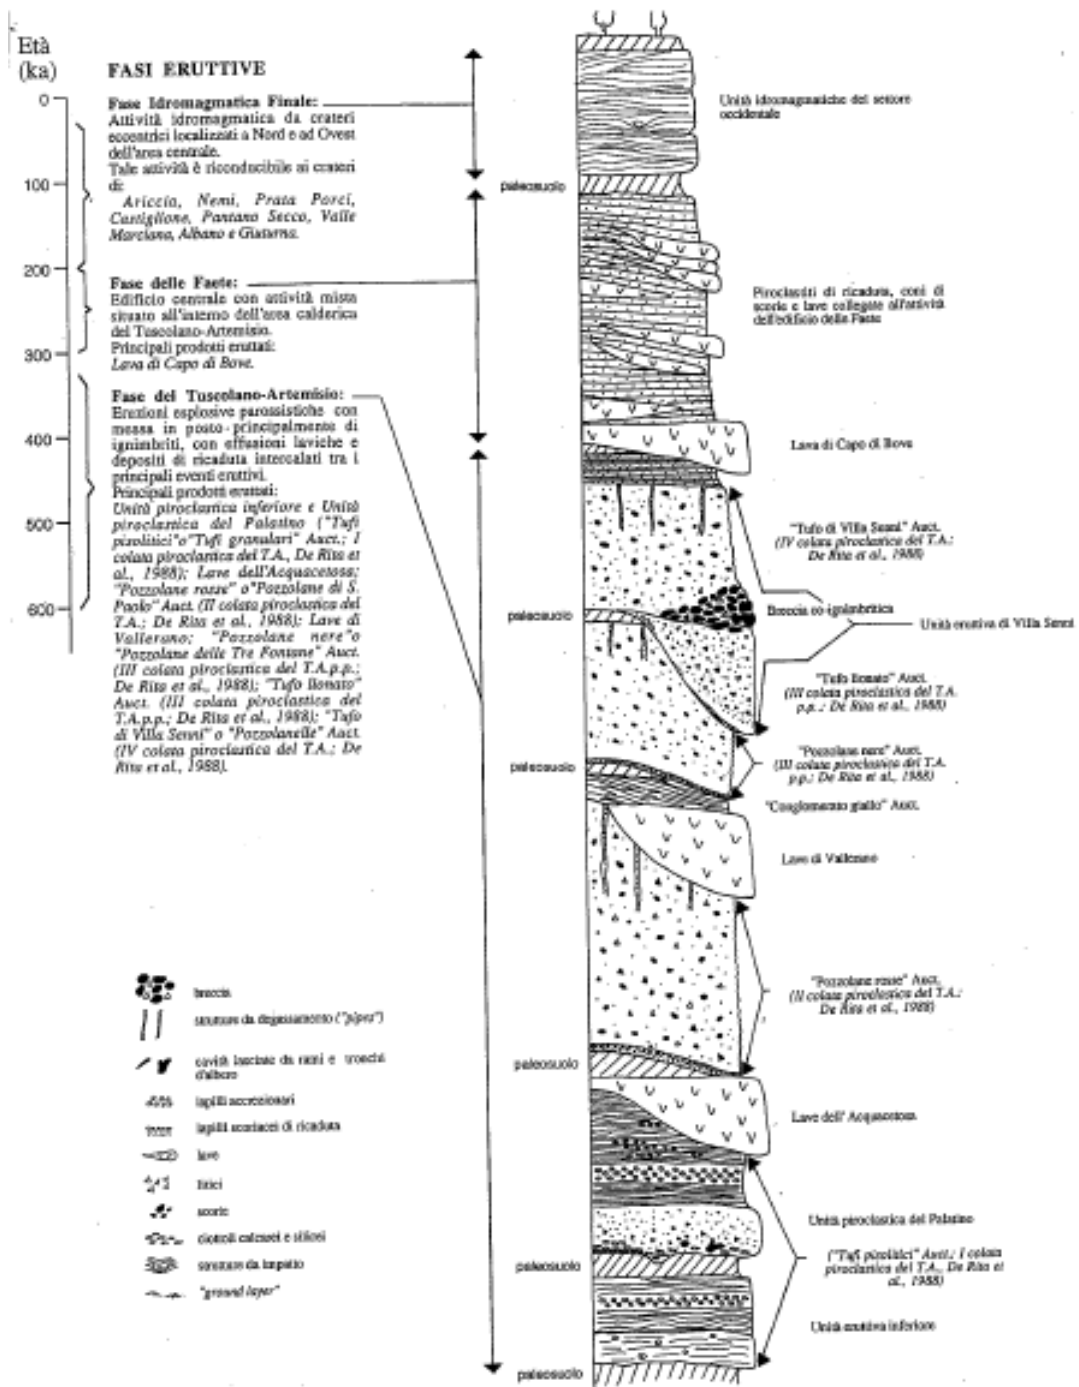 Età
(ka)
0
100
200
300
400
500
600
FASI ERUTTIVE
Fase Idromagmatica Finale:
Attività idromagmatica da crateri
eccentrici localizzati a Nord e ad Ovest
dell'area centrale.
Tale attività è riconducibile ai crateri
di:
Ariccia, Nemi, Prata Porci,
Castiglione, Pantano Secco, Valle
Marciana, Albano e Giuturna.
Fase delle Faete:
Edificio centrale con attività mista
situato all'interno dell'area calderica
del Tuscolano-Artemisio.
Principali prodotti eruttati:
Lava di Capo di Bove.
Fase del Tuscolano-Artemisio:
Eruzioni esplosive parossistiche con
messa in posto principalmente di
ignimbriti, con effusioni laviche e
depositi di ricaduta intercalati tra i
principali eventi eruttivi.
Principali prodotti eruttati:
Unità piroclastica inferiore e Unità
piroclastica del Palatino ("Tufi
pisolitici"o"Tufi granulari" Auct.; I
colata piroclastica del T.A., De Rita et
al., 1988); Lave dell'Acquacetosa;
"Pozzolane rosse" o"Pozzolane di S.
Paolo" Auct. (II colata piroclastica del
T.A.; De Rita et al., 1988); Lave di
Vallerano; "Pozzolane nere"o
"Pozzolane delle Tre Fontane" Auct.
(III colata piroclastica del T.A.p.p.;
De Rita et al., 1988); "Tufo lionato"
Auct. (III colata piroclastica del
T.A.p.p.; De Rita et al., 1988); "Tufo
di Villa Senni" o "Pozzolanelle" Auct.
(IV colata piroclastica del T.A.; De
Rita et al., 1988).
breccia
strutture da degassamento ("pipes")
cavità lasciate da rami e tronchi
d'albero
lapilli accrezionari
lapilli scoriacei di ricaduta
lave
litici
scorie
ciottoli calcarei e silicei
strutture da impatto
"ground layer"
paleosuolo
paleosuolo
paleosuolo
paleosuolo
paleosuolo
paleosuolo
Unità idromagmatiche del settore
occidentale
Piroclastiti di ricaduta, coni di
scorie e lave collegate all'attività
dell'edificio delle Faete
Lava di Capo di Bove
"Tufo di Villa Senni" Auct.
(IV colata piroclastica del T.A.;
De Rita et al., 1988)
Breccia co-ignimbritica
Unità eruttiva di Villa Senni
"Tufo lionato" Auct.
(III colata piroclastica del T.A.
p.p.; De Rita et al., 1988)
"Pozzolane nere" Auct.
(III colata piroclastica del T.A.
p.p.; De Rita et al., 1988)
"Conglomerato giallo" Auct.
Lave di Vallerano
"Pozzolane rosse" Auct.
(II colata piroclastica del T.A.;
De Rita et al., 1988)
Lave dell' Acquacetosa
Unità piroclastica del Palatino
("Tufi pisolitici" Auct.; I colata
piroclastica del T.A., De Rita et
al., 1988)
Unità eruttiva inferiore